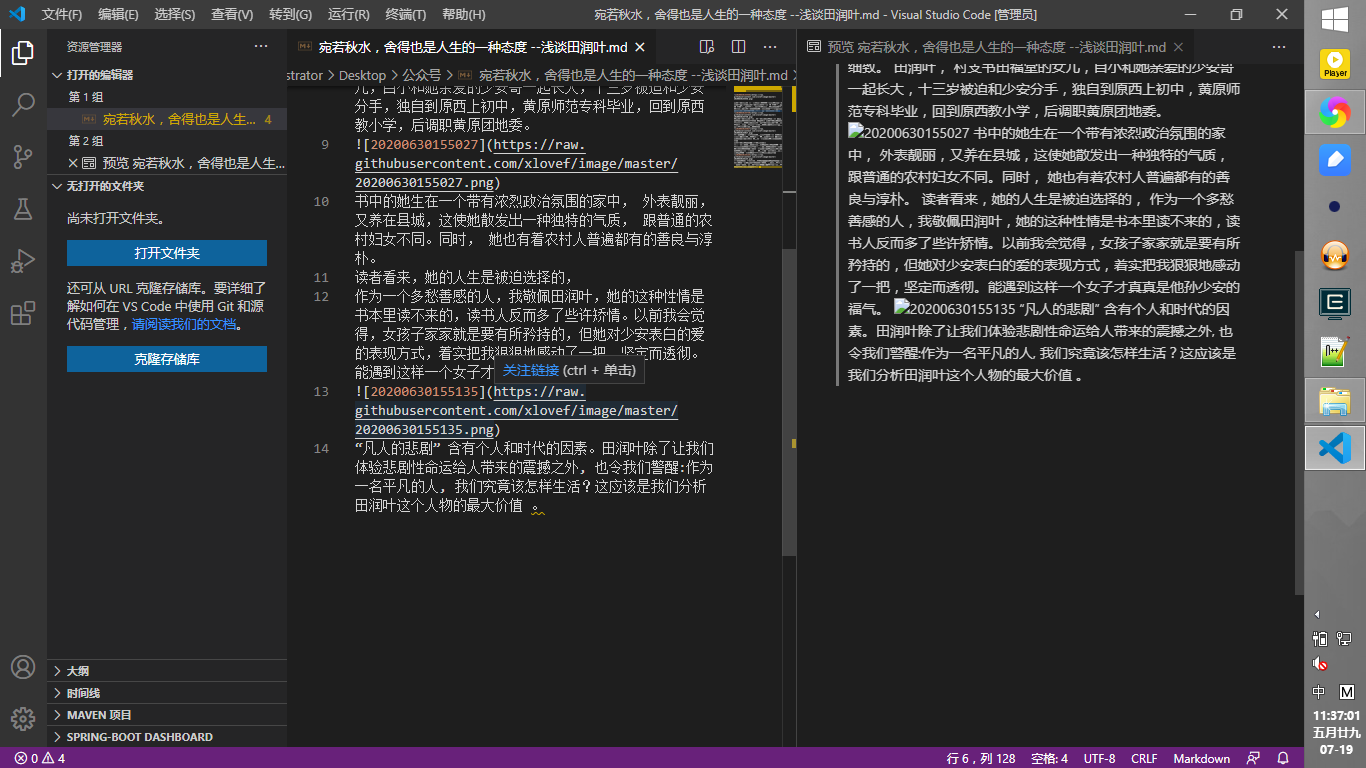 文件(F) 编辑(E) 选择(S) 查看(V) 转到(G) 运行(R) 终端(T) 帮助(H) 宛若秋水，舍得也是人生的一种态度 --浅谈田润叶.md - Visual Studio Code [管理员]
资源管理器
打开的编辑器
第 1 组
宛若秋水，舍得也是人生... 4
第 2 组
预览 宛若秋水，舍得也是人生...
无打开的文件夹
尚未打开文件夹。
打开文件夹
还可从 URL 克隆存储库。要详细了
解如何在 VS Code 中使用 Git 和源
代码管理，请阅读我们的文档。
克隆存储库
大纲
时间线
MAVEN 项目
SPRING-BOOT DASHBOARD
宛若秋水，舍得也是人生的一种态度 --浅谈田润叶.md
strator > Desktop > 公众号 > 宛若秋水，舍得也是人生的一种态度 --浅谈田润叶.md
儿，自小和她亲爱的少安哥一起长大，十三岁被迫和少安
分手，独自到原西上初中，黄原师范专科毕业，回到原西
教小学，后调职黄原团地委。
9 ![20200630155027](https://raw.
githubusercontent.com/xlovef/image/master/
20200630155027.png)
10 书中的她生在一个带有浓烈政治氛围的家中， 外表靓丽，
又养在县城，这使她散发出一种独特的气质， 跟普通的农
村妇女不同。同时， 她也有着农村人普遍都有的善良与淳
朴。
11 读者看来，她的人生是被迫选择的，
12 作为一个多愁善感的人，我敬佩田润叶，她的这种性情是
书本里读不来的，读书人反而多了些许矫情。以前我会觉
得，女孩子家家就是要有所矜持的，但她对少安表白的爱
的表现方式，着实把我狠狠地感动了一把，坚定而透彻。
能遇到这样一个女子才
关注链接 (ctrl + 单击)
13 ![20200630155135](https://raw.
githubusercontent.com/xlovef/image/master/
20200630155135.png)
14 “凡人的悲剧” 含有个人和时代的因素。田润叶除了让我们
体验悲剧性命运给人带来的震撼之外, 也令我们警醒:作为
一名平凡的人, 我们究竟该怎样生活？这应该是我们分析
田润叶这个人物的最大价值 。
预览 宛若秋水，舍得也是人生的一种态度 --浅谈田润叶.md
细致。 田润叶， 村支书田福堂的女儿，自小和她亲爱的少安哥
一起长大，十三岁被迫和少安分手，独自到原西上初中，黄原师
范专科毕业，回到原西教小学，后调职黄原团地委。
20200630155027 书中的她生在一个带有浓烈政治氛围的家
中， 外表靓丽，又养在县城，这使她散发出一种独特的气质，
跟普通的农村妇女不同。同时， 她也有着农村人普遍都有的善
良与淳朴。 读者看来，她的人生是被迫选择的， 作为一个多愁
善感的人，我敬佩田润叶，她的这种性情是书本里读不来的，读
书人反而多了些许矫情。以前我会觉得，女孩子家家就是要有所
矜持的，但她对少安表白的爱的表现方式，着实把我狠狠地感动
了一把，坚定而透彻。能遇到这样一个女子才真真是他孙少安的
福气。 20200630155135 “凡人的悲剧” 含有个人和时代的因
素。田润叶除了让我们体验悲剧性命运给人带来的震撼之外, 也
令我们警醒:作为一名平凡的人, 我们究竟该怎样生活？这应该是
我们分析田润叶这个人物的最大价值 。
Player
N++
中 M
11:37:01
五月廿九
07-19
0 4 行 6，列 128 空格: 4 UTF-8 CRLF Markdown